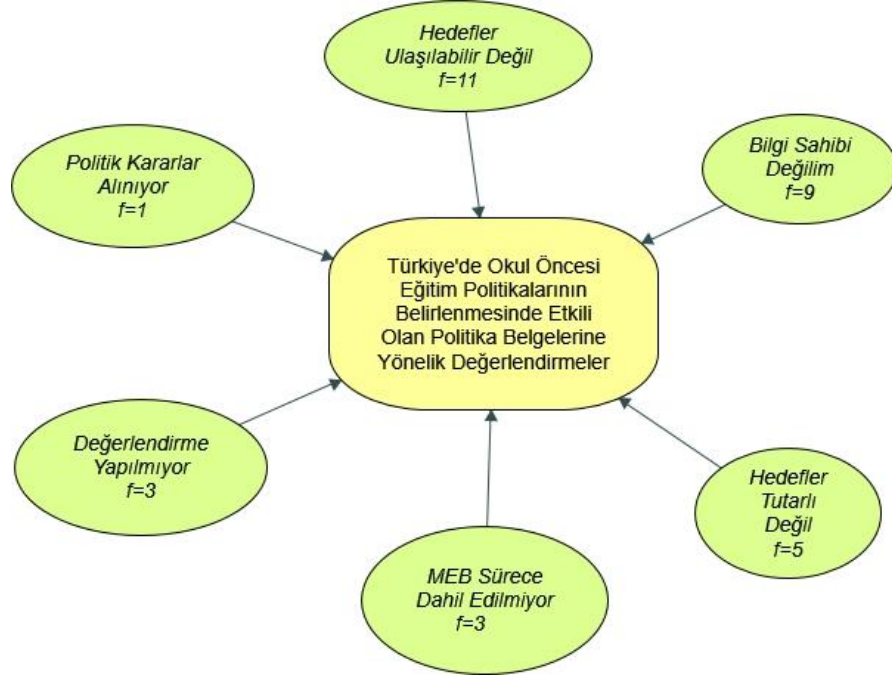 Hedefler
Ulaşılabilir Değil
f=11
Politik Kararlar
Alınıyor
f=1
Bilgi Sahibi
Değilim
f=9
Türkiye'de Okul Öncesi
Eğitim Politikalarının
Belirlenmesinde Etkili
Olan Politika Belgelerine
Yönelik Değerlendirmeler
Değerlendirme
Yapılmıyor
f=3
Hedefler
Tutarlı
Değil
f=5
MEB Sürece
Dahil Edilmiyor
f=3